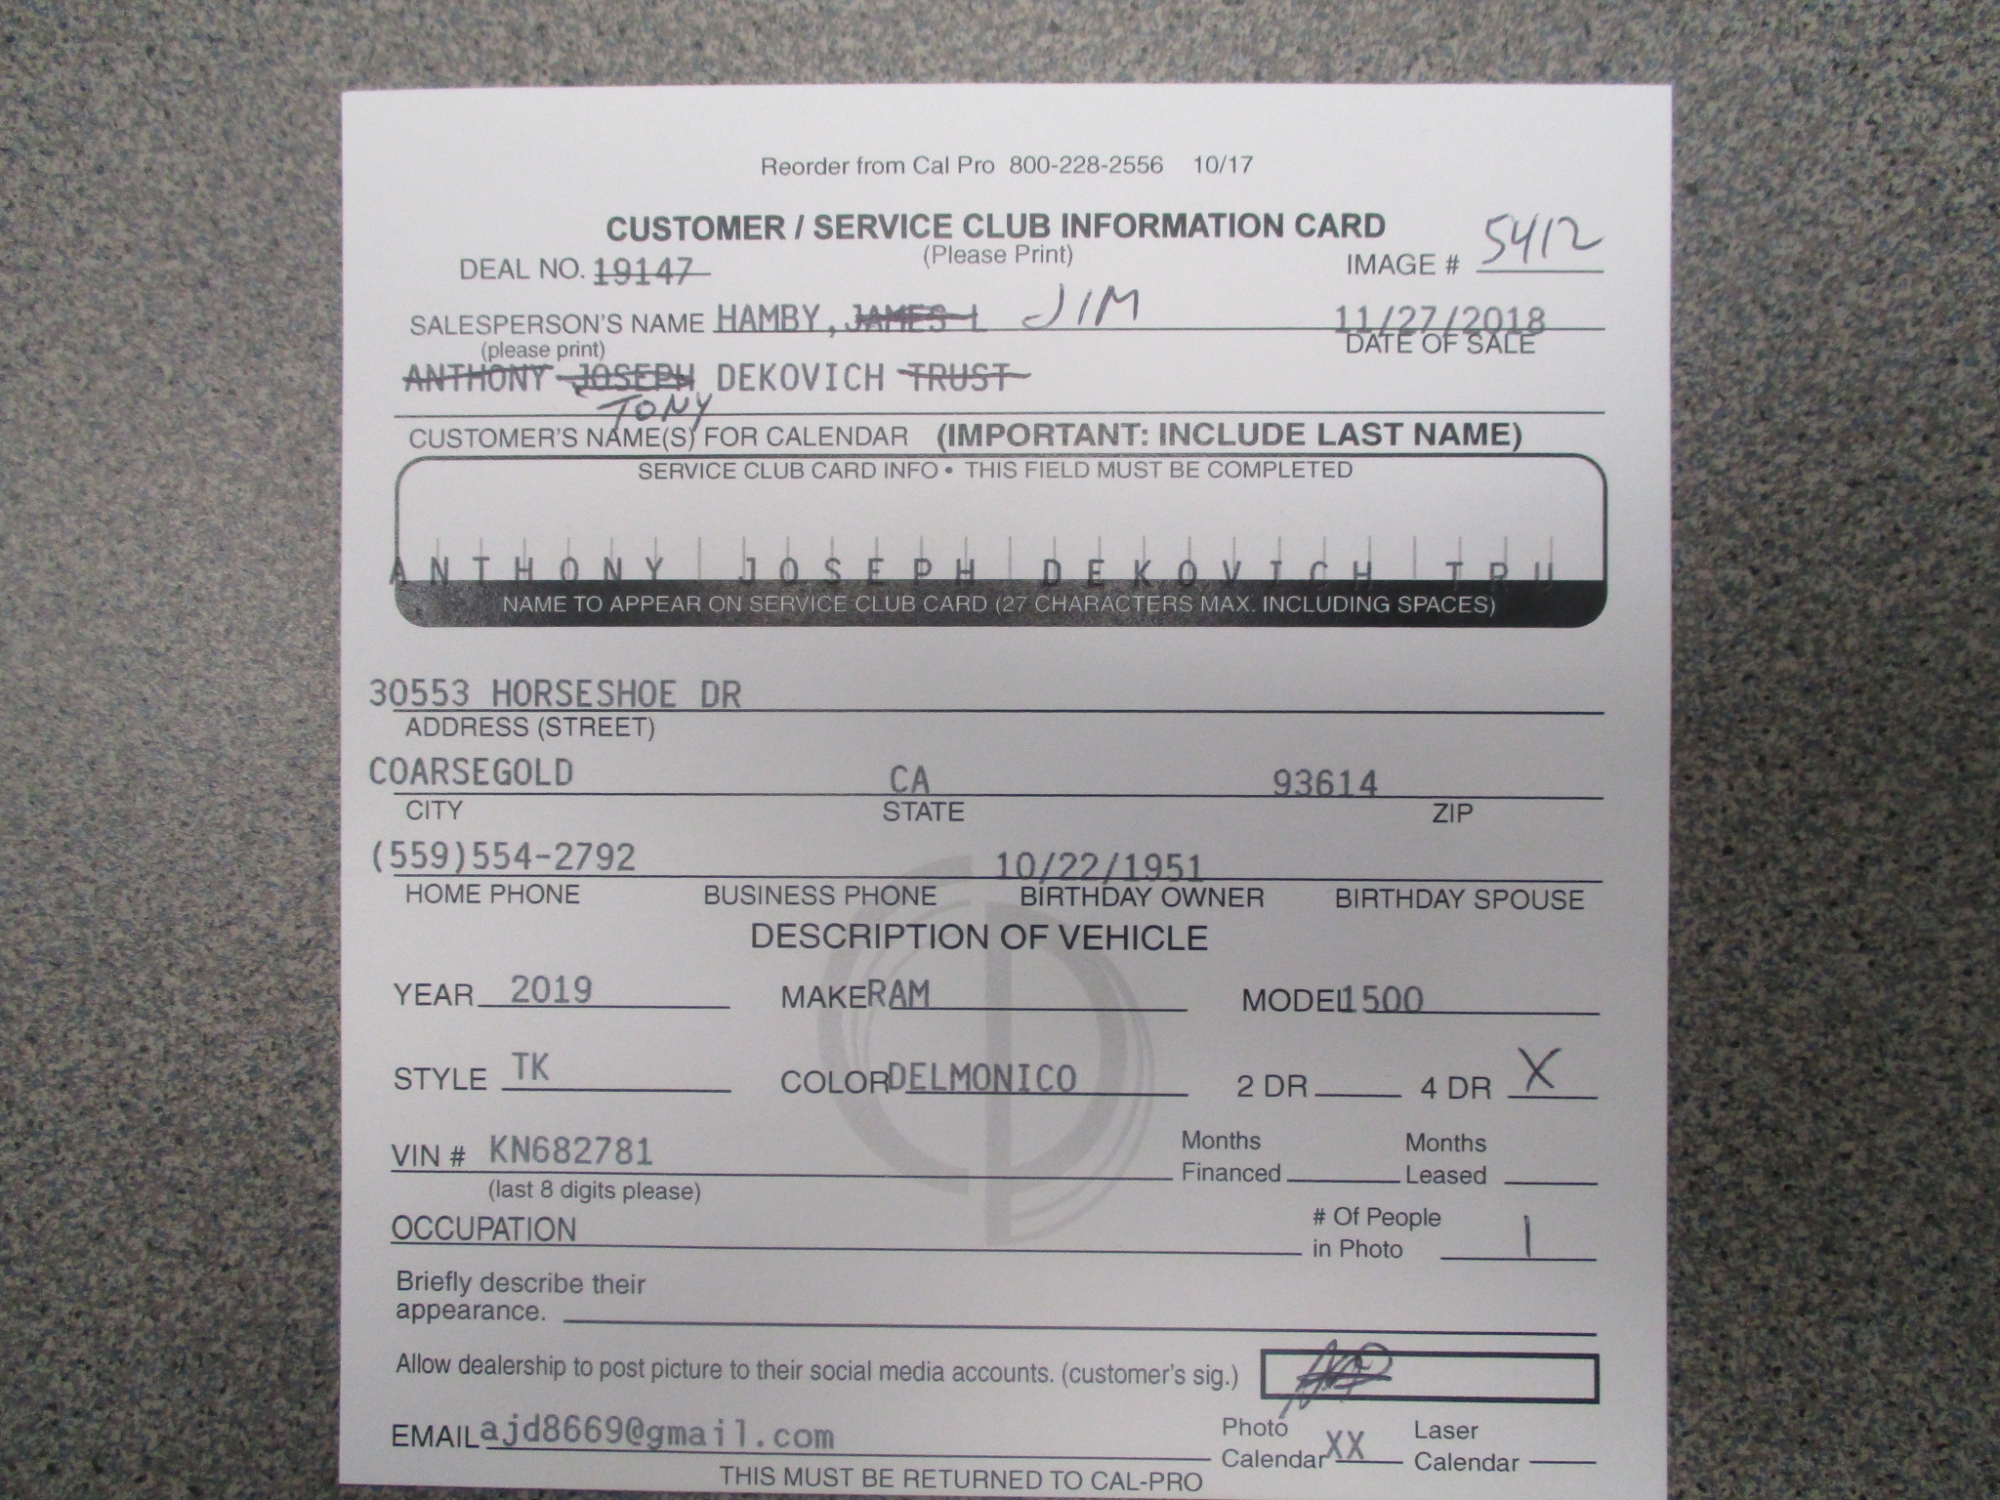 Reorder from Cal Pro 800-228-2556 10/17
CUSTOMER / SERVICE CLUB INFORMATION CARD
(Please Print)
DEAL NO. 19147 IMAGE # 5412
SALESPERSON'S NAME HAMBY, JAMES L JIM 11/27/2018
(please print) DATE OF SALE
ANTHONY JOSEPH DEKOVICH TRUST
TONY
CUSTOMER'S NAME(S) FOR CALENDAR (IMPORTANT: INCLUDE LAST NAME)
SERVICE CLUB CARD INFO • THIS FIELD MUST BE COMPLETED
ANTHONY JOSEPH DEKOVICH TRU
NAME TO APPEAR ON SERVICE CLUB CARD (27 CHARACTERS MAX. INCLUDING SPACES)
30553 HORSESHOE DR
ADDRESS (STREET)
COARSEGOLD CA 93614
CITY STATE ZIP
(559)554-2792 10/22/1951
HOME PHONE BUSINESS PHONE BIRTHDAY OWNER BIRTHDAY SPOUSE
DESCRIPTION OF VEHICLE
YEAR 2019 MAKE RAM MODEL 1500
STYLE TK COLOR DELMONICO 2 DR 4 DR X
VIN # KN682781 Months Financed Months Leased
(last 8 digits please)
OCCUPATION # Of People in Photo 1
Briefly describe their
appearance.
Allow dealership to post picture to their social media accounts. (customer's sig.)
EMAIL ajd8669@gmail.com Photo Calendar XX Laser Calendar
THIS MUST BE RETURNED TO CAL-PRO